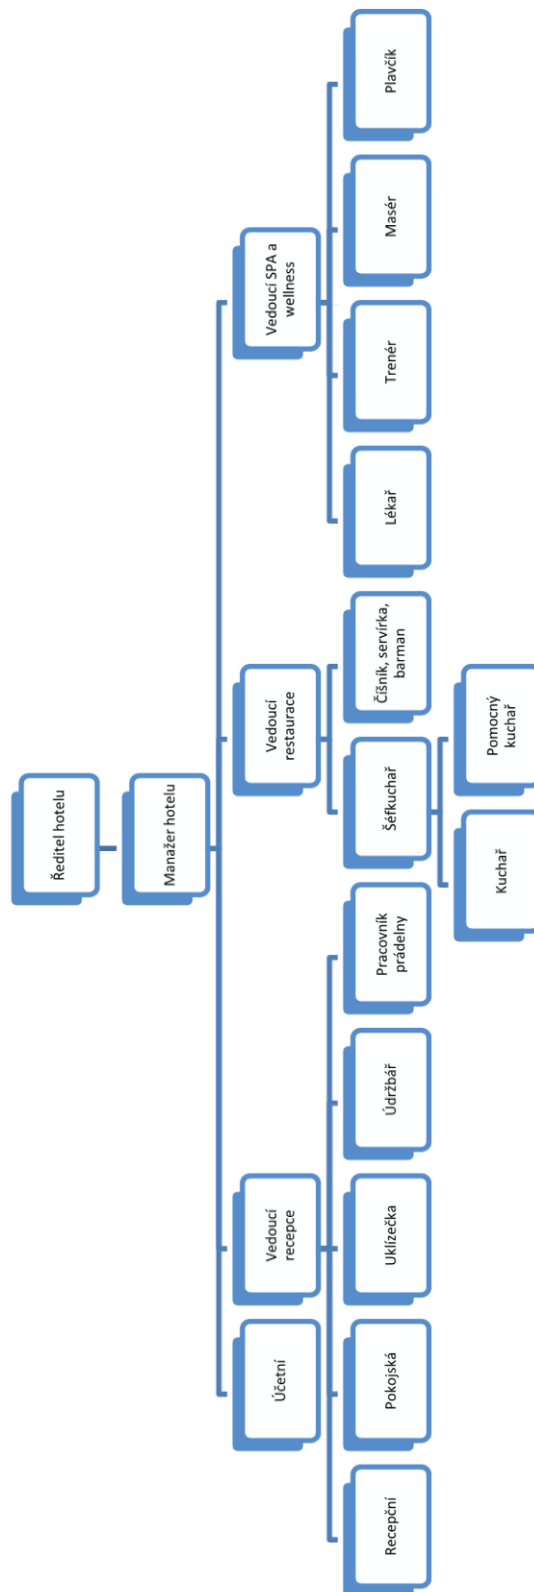 Ředitel hotelu
Manažer hotelu
Účetní
Vedoucí
recepce
Vedoucí
restaurace
Vedoucí SPA a
wellness
Recepční
Pokojská
Uklízečka
Údržbář
Pracovník
prádelny
Šéfkuchař
Číšník, servírka,
barman
Lékař
Trenér
Masér
Plavčík
Kuchař
Pomocný
kuchař